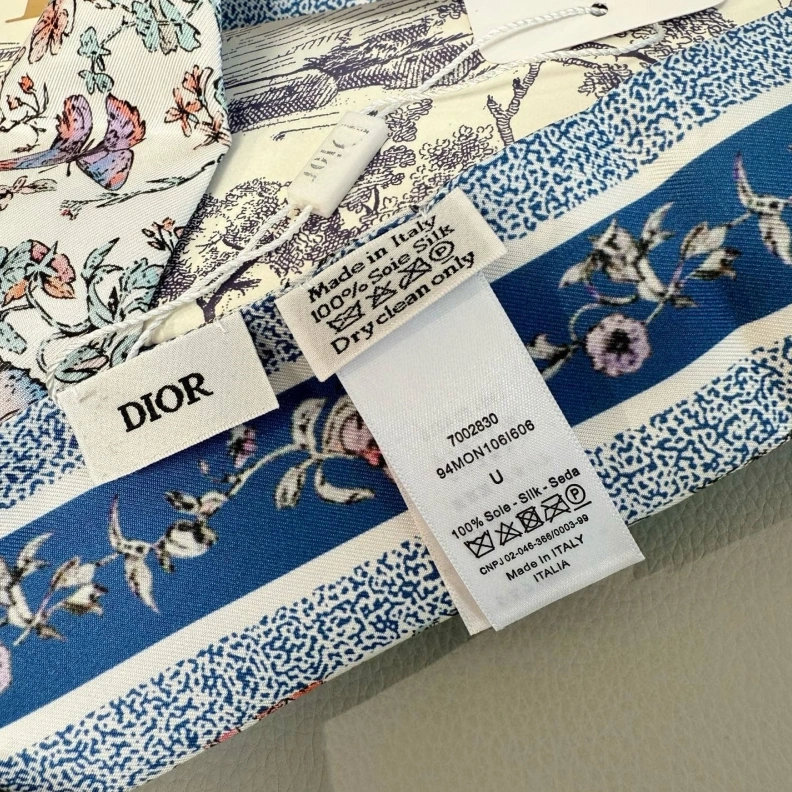 Dior
Made in Italy
100% Soie Silk
Dry clean only
DIOR
7002830
94MON106I606
U
100% Soie - Silk - Seda
CNPJ 02-046-366/0003-99
Made in ITALY
ITALIA